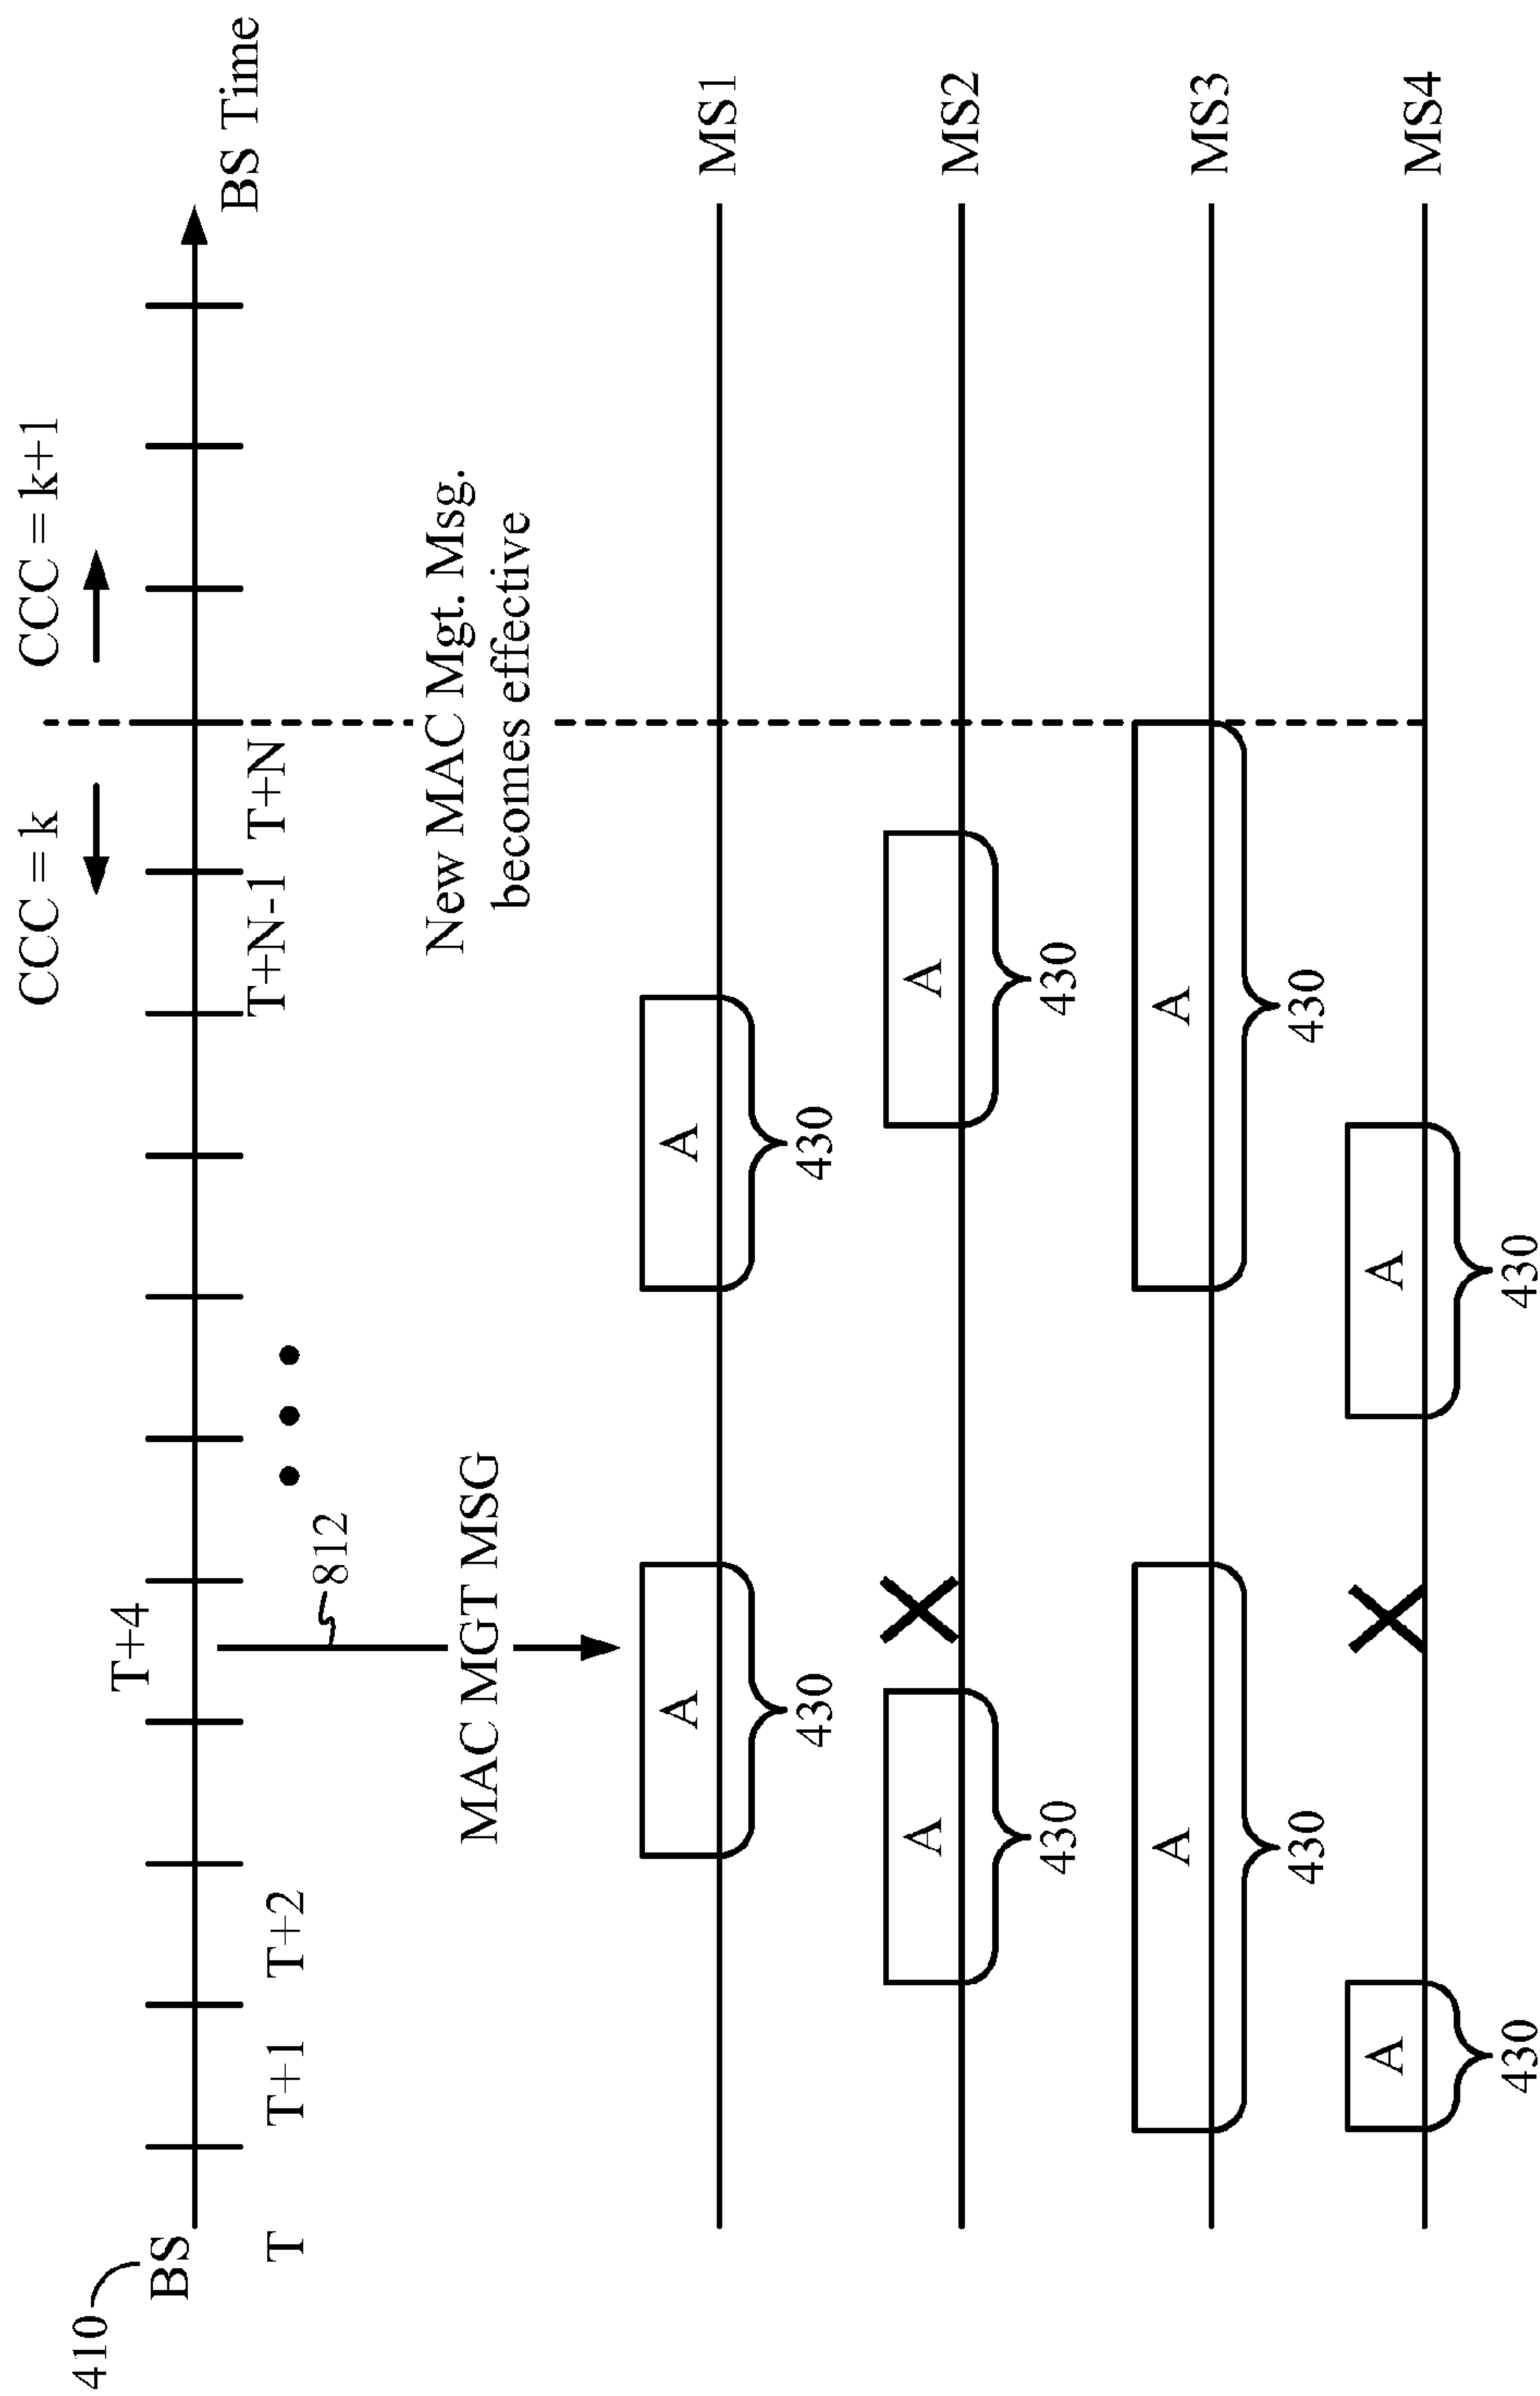 CCC = k
CCC = k+1
410
BS
T+4
BS Time
T
T+1
T+2
T+N-1
T+N
812
MAC MGT MSG
New MAC Mgt. Msg.
becomes effective
A
A
MS1
430
430
A
A
MS2
430
430
A
A
MS3
430
430
A
A
MS4
430
430